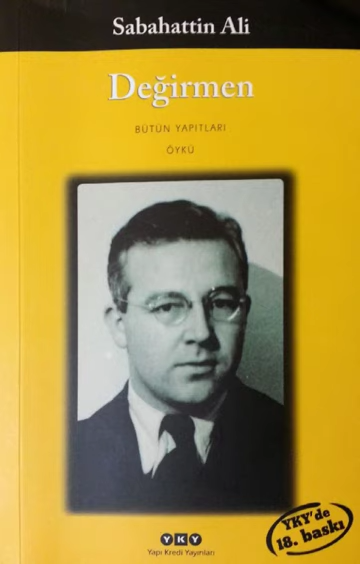 Sabahattin Ali
Değirmen
BÜTÜN YAPITLARI
ÖYKÜ
YKY'de
18. baskı
YKY
Yapı Kredi Yayınları